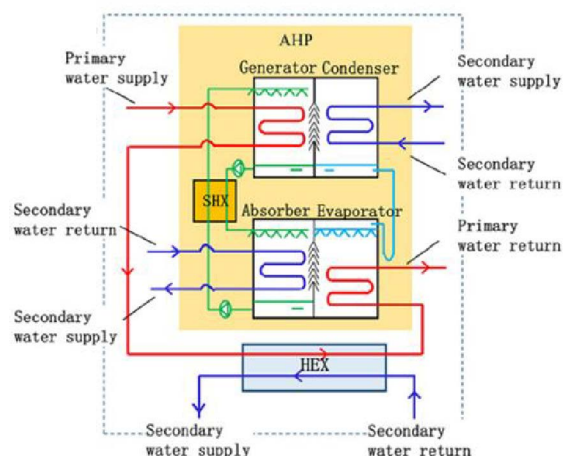 AHP
Generator Condenser
Primary
water supply
Secondary
water supply
Secondary
water return
SHX
Absorber Evaporator
Secondary
water return
Primary
water return
Secondary
water supply
HEX
Secondary
water supply
Secondary
water return